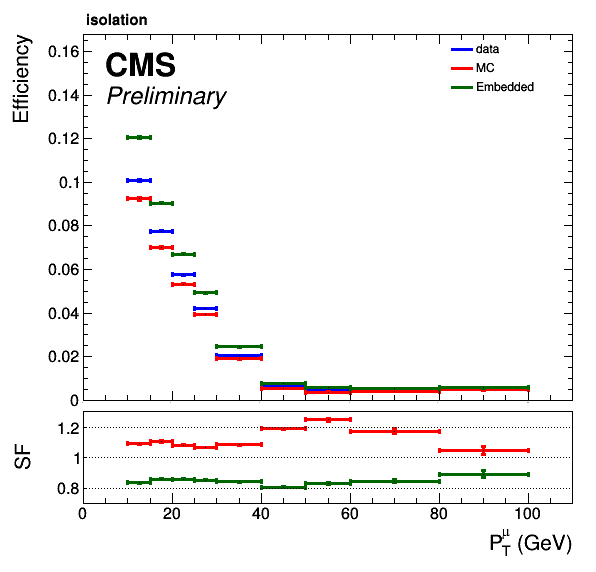 isolation
Efficiency
0.16
0.14
0.12
0.1
0.08
0.06
0.04
0.02
0
CMS
Preliminary
data
MC
Embedded
SF
1.2
1
0.8
0 20 40 60 80 100
P_T^μ (GeV)